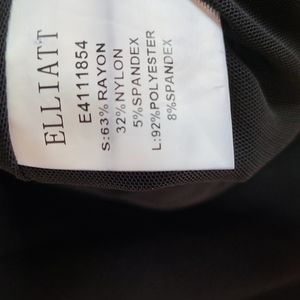 ELLIATT
E4111854
S:63%RAYON
32%NYLON
5%SPANDEX
L:92%POLYESTER
8%SPANDEX